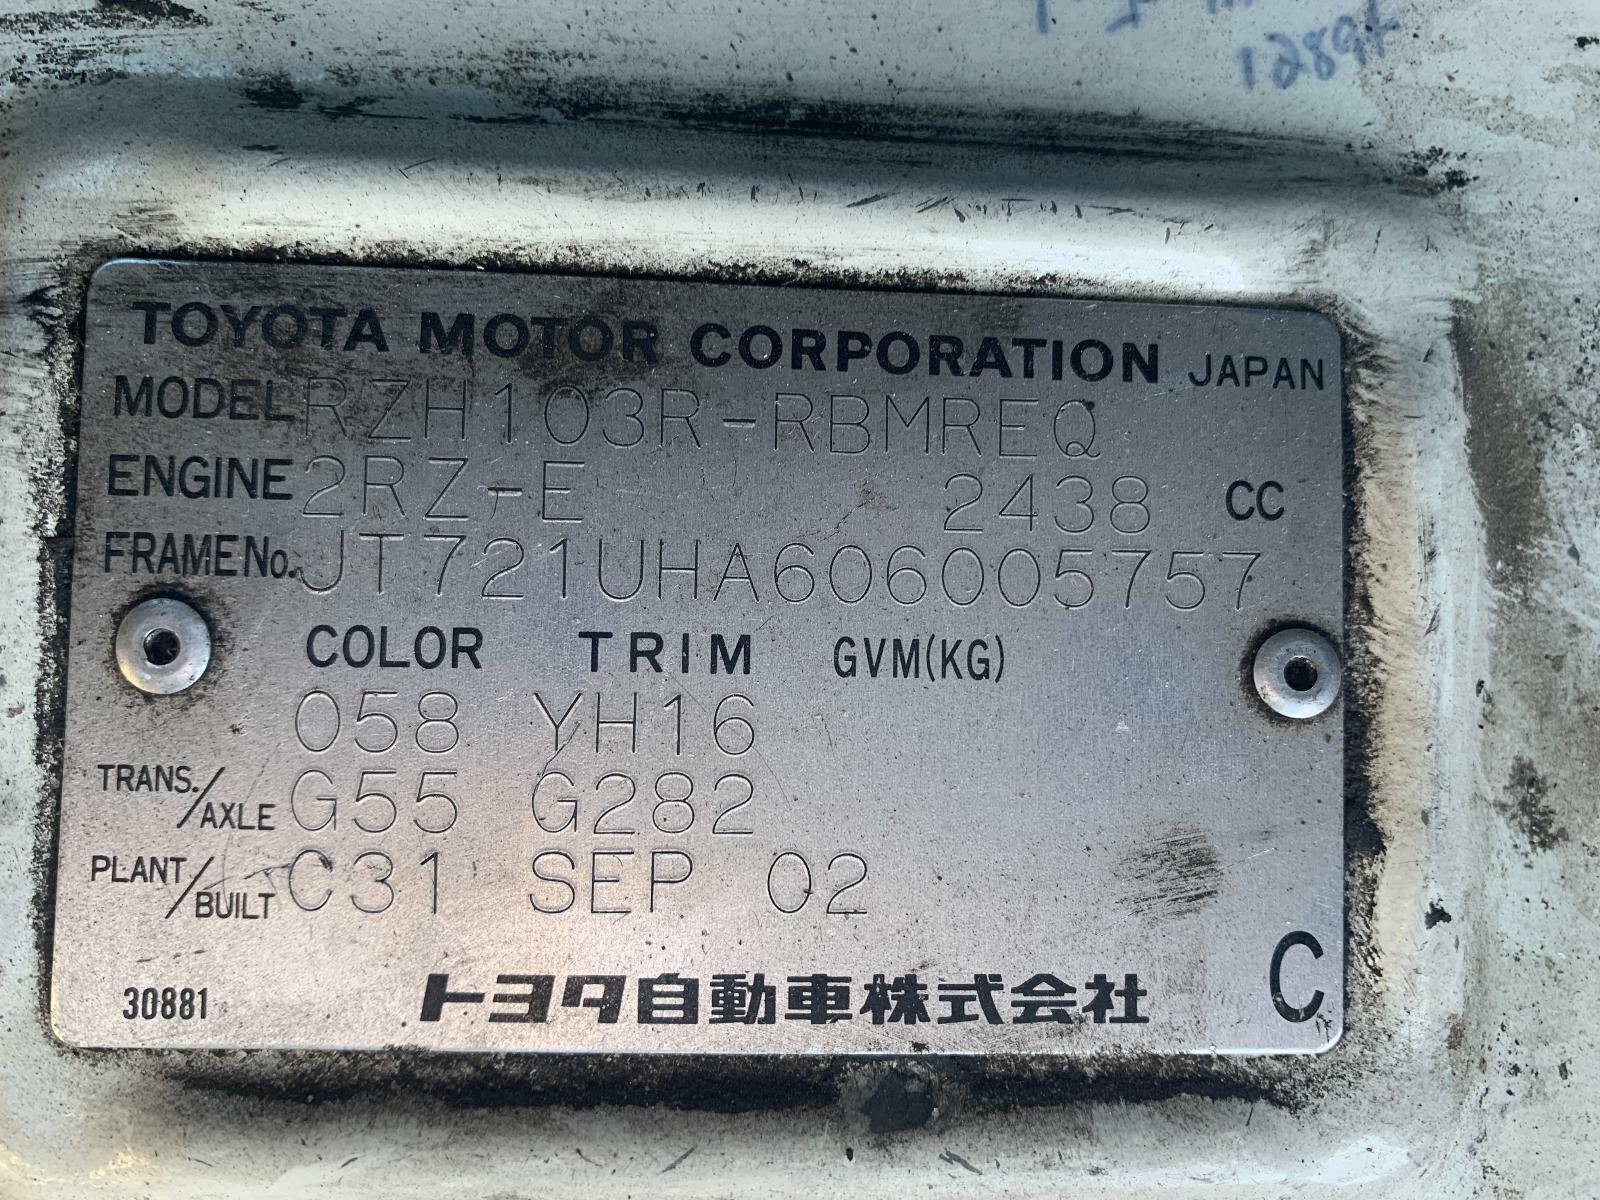 12894
TOYOTA MOTOR CORPORATION JAPAN
MODEL RZH103R-RBMREQ
ENGINE 2RZ-E 2438 CC
FRAME No. JT721UHA606005757
COLOR TRIM GVM(KG)
058 YH16
TRANS./AXLE G55 G282
PLANT/BUILT C31 SEP 02
30881 トヨタ自動車株式会社 C